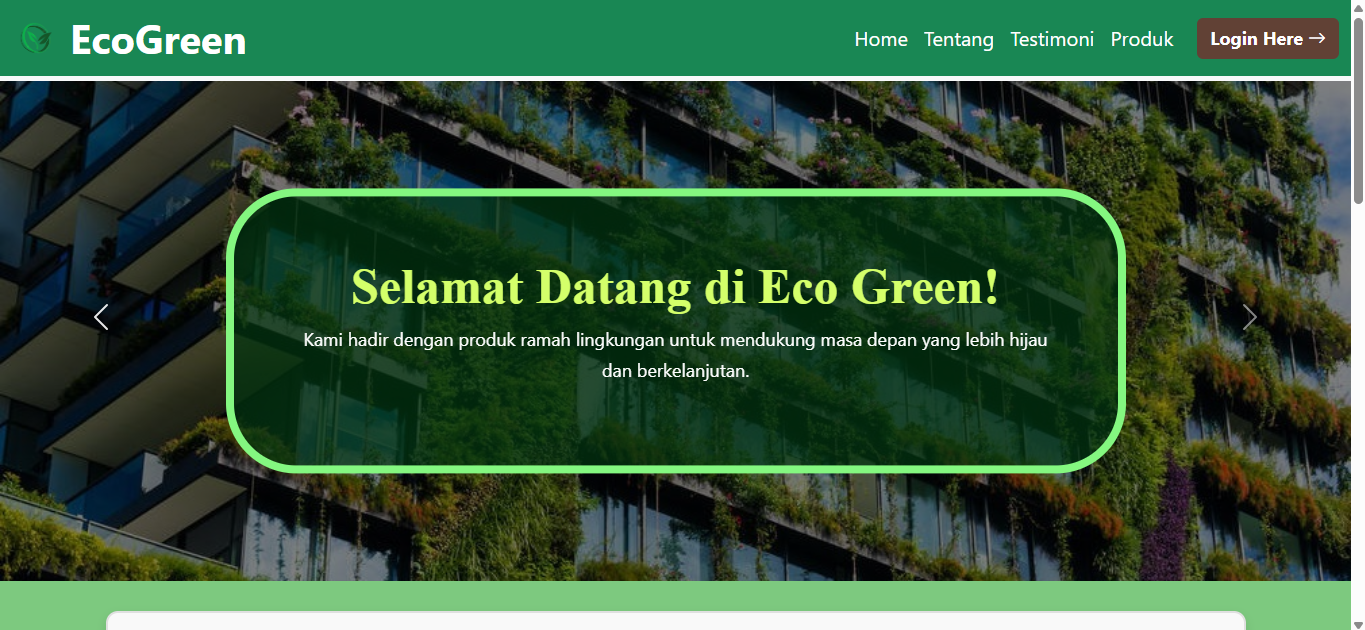 EcoGreen
Home Tentang Testimoni Produk Login Here →
Selamat Datang di Eco Green!
Kami hadir dengan produk ramah lingkungan untuk mendukung masa depan yang lebih hijau
dan berkelanjutan.